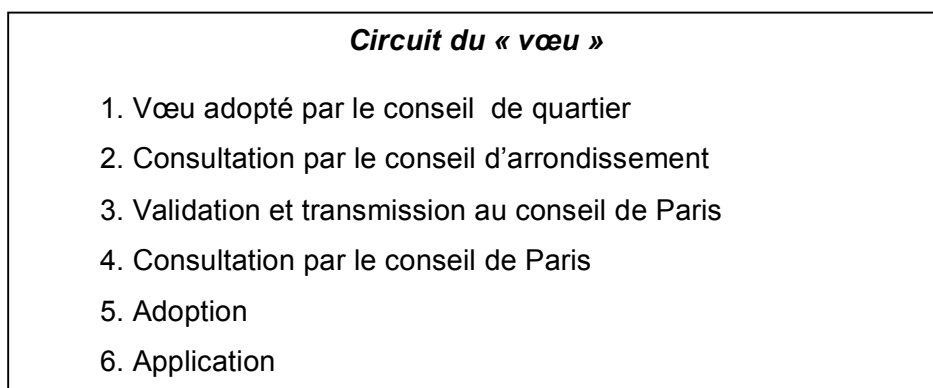 Circuit du « vœu »
1. Vœu adopté par le conseil de quartier
2. Consultation par le conseil d’arrondissement
3. Validation et transmission au conseil de Paris
4. Consultation par le conseil de Paris
5. Adoption
6. Application